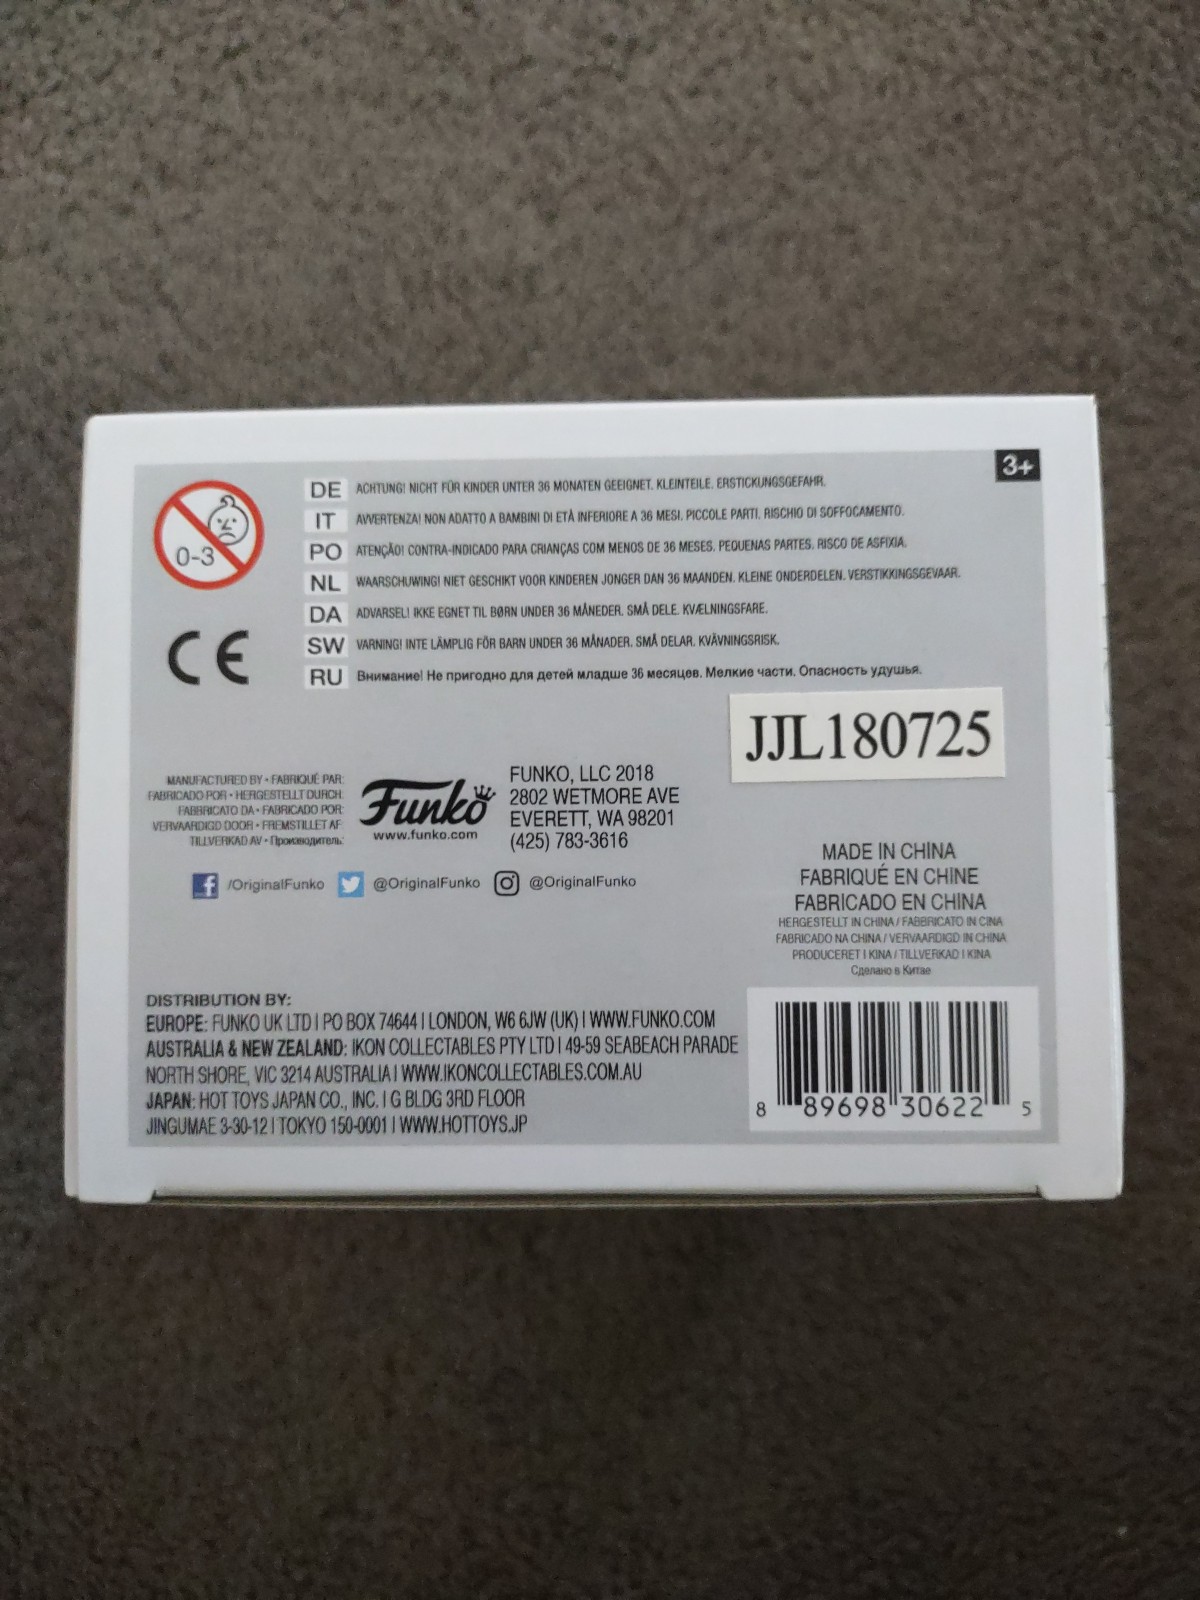 3+
0-3
DE ACHTUNG! NICHT FÜR KINDER UNTER 36 MONATEN GEEIGNET. KLEINTEILE. ERSTICKUNGSGEFAHR.
IT AVVERTENZA! NON ADATTO A BAMBINI DI ETÀ INFERIORE A 36 MESI. PICCOLE PARTI. RISCHIO DI SOFFOCAMENTO.
PO ATENÇÃO! CONTRA-INDICADO PARA CRIANÇAS COM MENOS DE 36 MESES. PEQUENAS PARTES. RISCO DE ASFIXIA.
NL WAARSCHUWING! NIET GESCHIKT VOOR KINDEREN JONGER DAN 36 MAANDEN. KLEINE ONDERDELEN. VERSTIKKINGSGEVAAR.
DA ADVARSEL! IKKE EGNET TIL BØRN UNDER 36 MÅNEDER. SMÅ DELE. KVÆLNINGSFARE.
SW VARNING! INTE LÄMPLIG FÖR BARN UNDER 36 MÅNADER. SMÅ DELAR. KVÄVNINGSRISK.
RU Внимание! Не пригодно для детей младше 36 месяцев. Мелкие части. Опасность удушья.
CE
JJL180725
MANUFACTURED BY • FABRIQUÉ PAR:
FABRICADO POR • HERGESTELLT DURCH:
FABBRICATO DA • FABRICADO POR:
VERVAARDIGD DOOR • FREMSTILLET AF:
TILLVERKAD AV • Производитель:
Funko
www.funko.com
FUNKO, LLC 2018
2802 WETMORE AVE
EVERETT, WA 98201
(425) 783-3616
/OriginalFunko @OriginalFunko @OriginalFunko
MADE IN CHINA
FABRIQUÉ EN CHINE
FABRICADO EN CHINA
HERGESTELLT IN CHINA / FABBRICATO IN CINA
FABRICADO NA CHINA / VERVAARDIGD IN CHINA
PRODUCERET I KINA / TILLVERKAD I KINA
Сделано в Китае
DISTRIBUTION BY:
EUROPE: FUNKO UK LTD | PO BOX 74644 | LONDON, W6 6JW (UK) | WWW.FUNKO.COM
AUSTRALIA & NEW ZEALAND: IKON COLLECTABLES PTY LTD | 49-59 SEABEACH PARADE
NORTH SHORE, VIC 3214 AUSTRALIA | WWW.IKONCOLLECTABLES.COM.AU
JAPAN: HOT TOYS JAPAN CO., INC. | G BLDG 3RD FLOOR
JINGUMAE 3-30-12 | TOKYO 150-0001 | WWW.HOTTOYS.JP
8 89698 30622 5